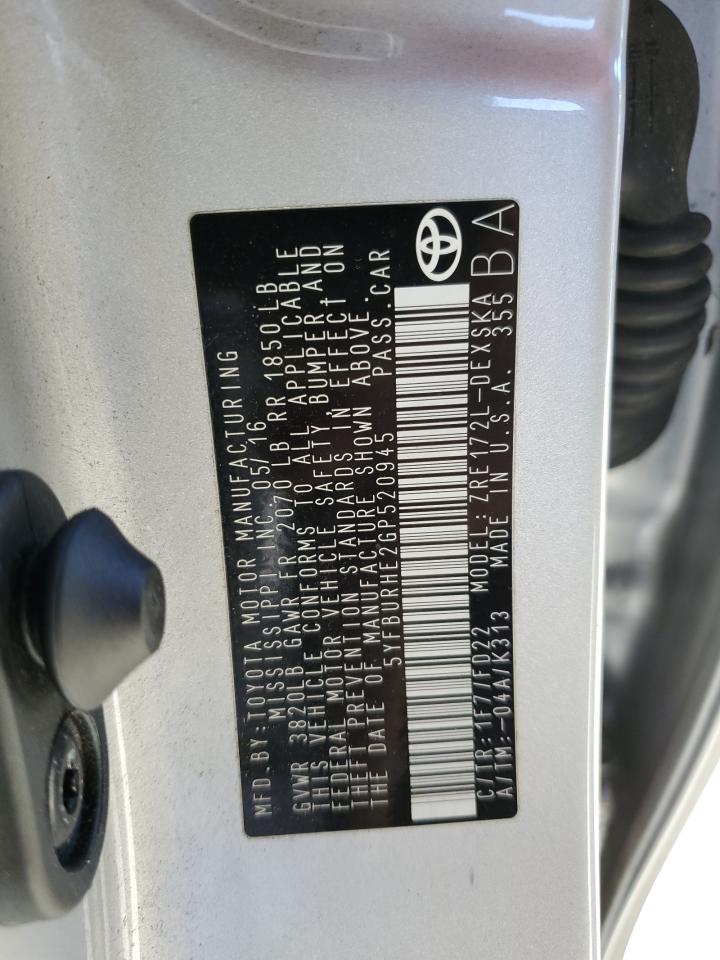 MFD.BY:TOYOTA MOTOR MANUFACTURING
MISSISSIPPI,INC. 05/16
GVWR 3820LB GAWR FR 2070 LB RR 1850 LB
THIS VEHICLE CONFORMS TO ALL APPLICABLE
FEDERAL MOTOR VEHICLE SAFETY,BUMPER,AND
THEFT PREVENTION STANDARDS IN EFFECT ON
THE DATE OF MANUFACTURE SHOWN ABOVE.
5YFBURHE2GP520945 PASS.CAR
C/TR:1F7/FD22 MODEL:ZRE172L-DEXSKA
A/TM:-04A/K313 MADE IN U.S.A. 355 BA